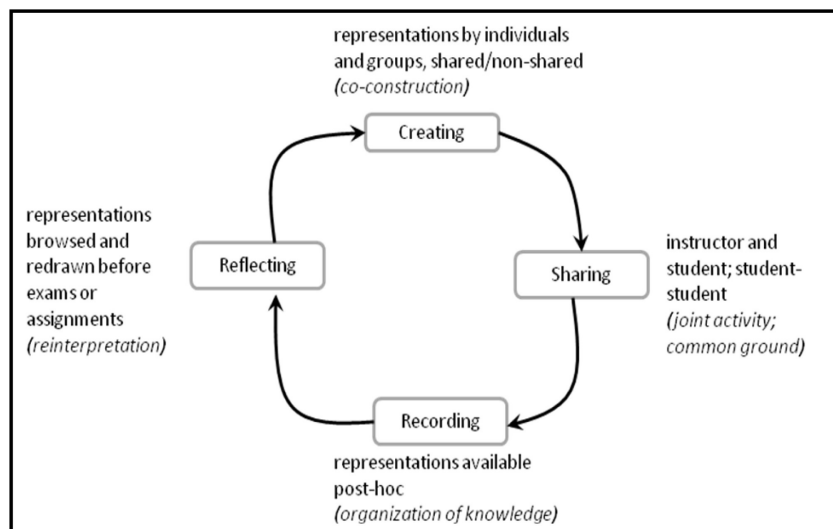 representations by individuals
and groups, shared/non-shared
(co-construction)
Creating
instructor and
student; student-
student
(joint activity;
common ground)
Sharing
Recording
representations available
post-hoc
(organization of knowledge)
representations
browsed and
redrawn before
exams or
assignments
(reinterpretation)
Reflecting